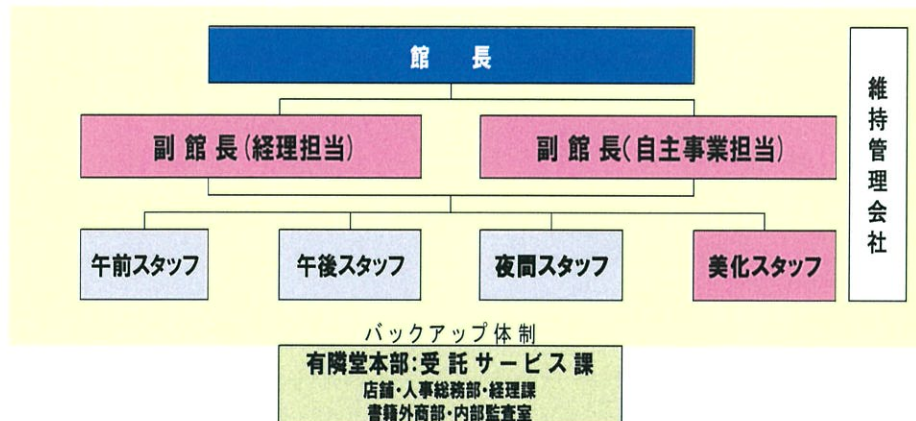 館長
副館長(経理担当)
副館長(自主事業担当)
午前スタッフ
午後スタッフ
夜間スタッフ
美化スタッフ
維持管理会社
バックアップ体制
有隣堂本部:受託サービス課
店舗・人事総務部・経理課
書籍外商部・内部監査室